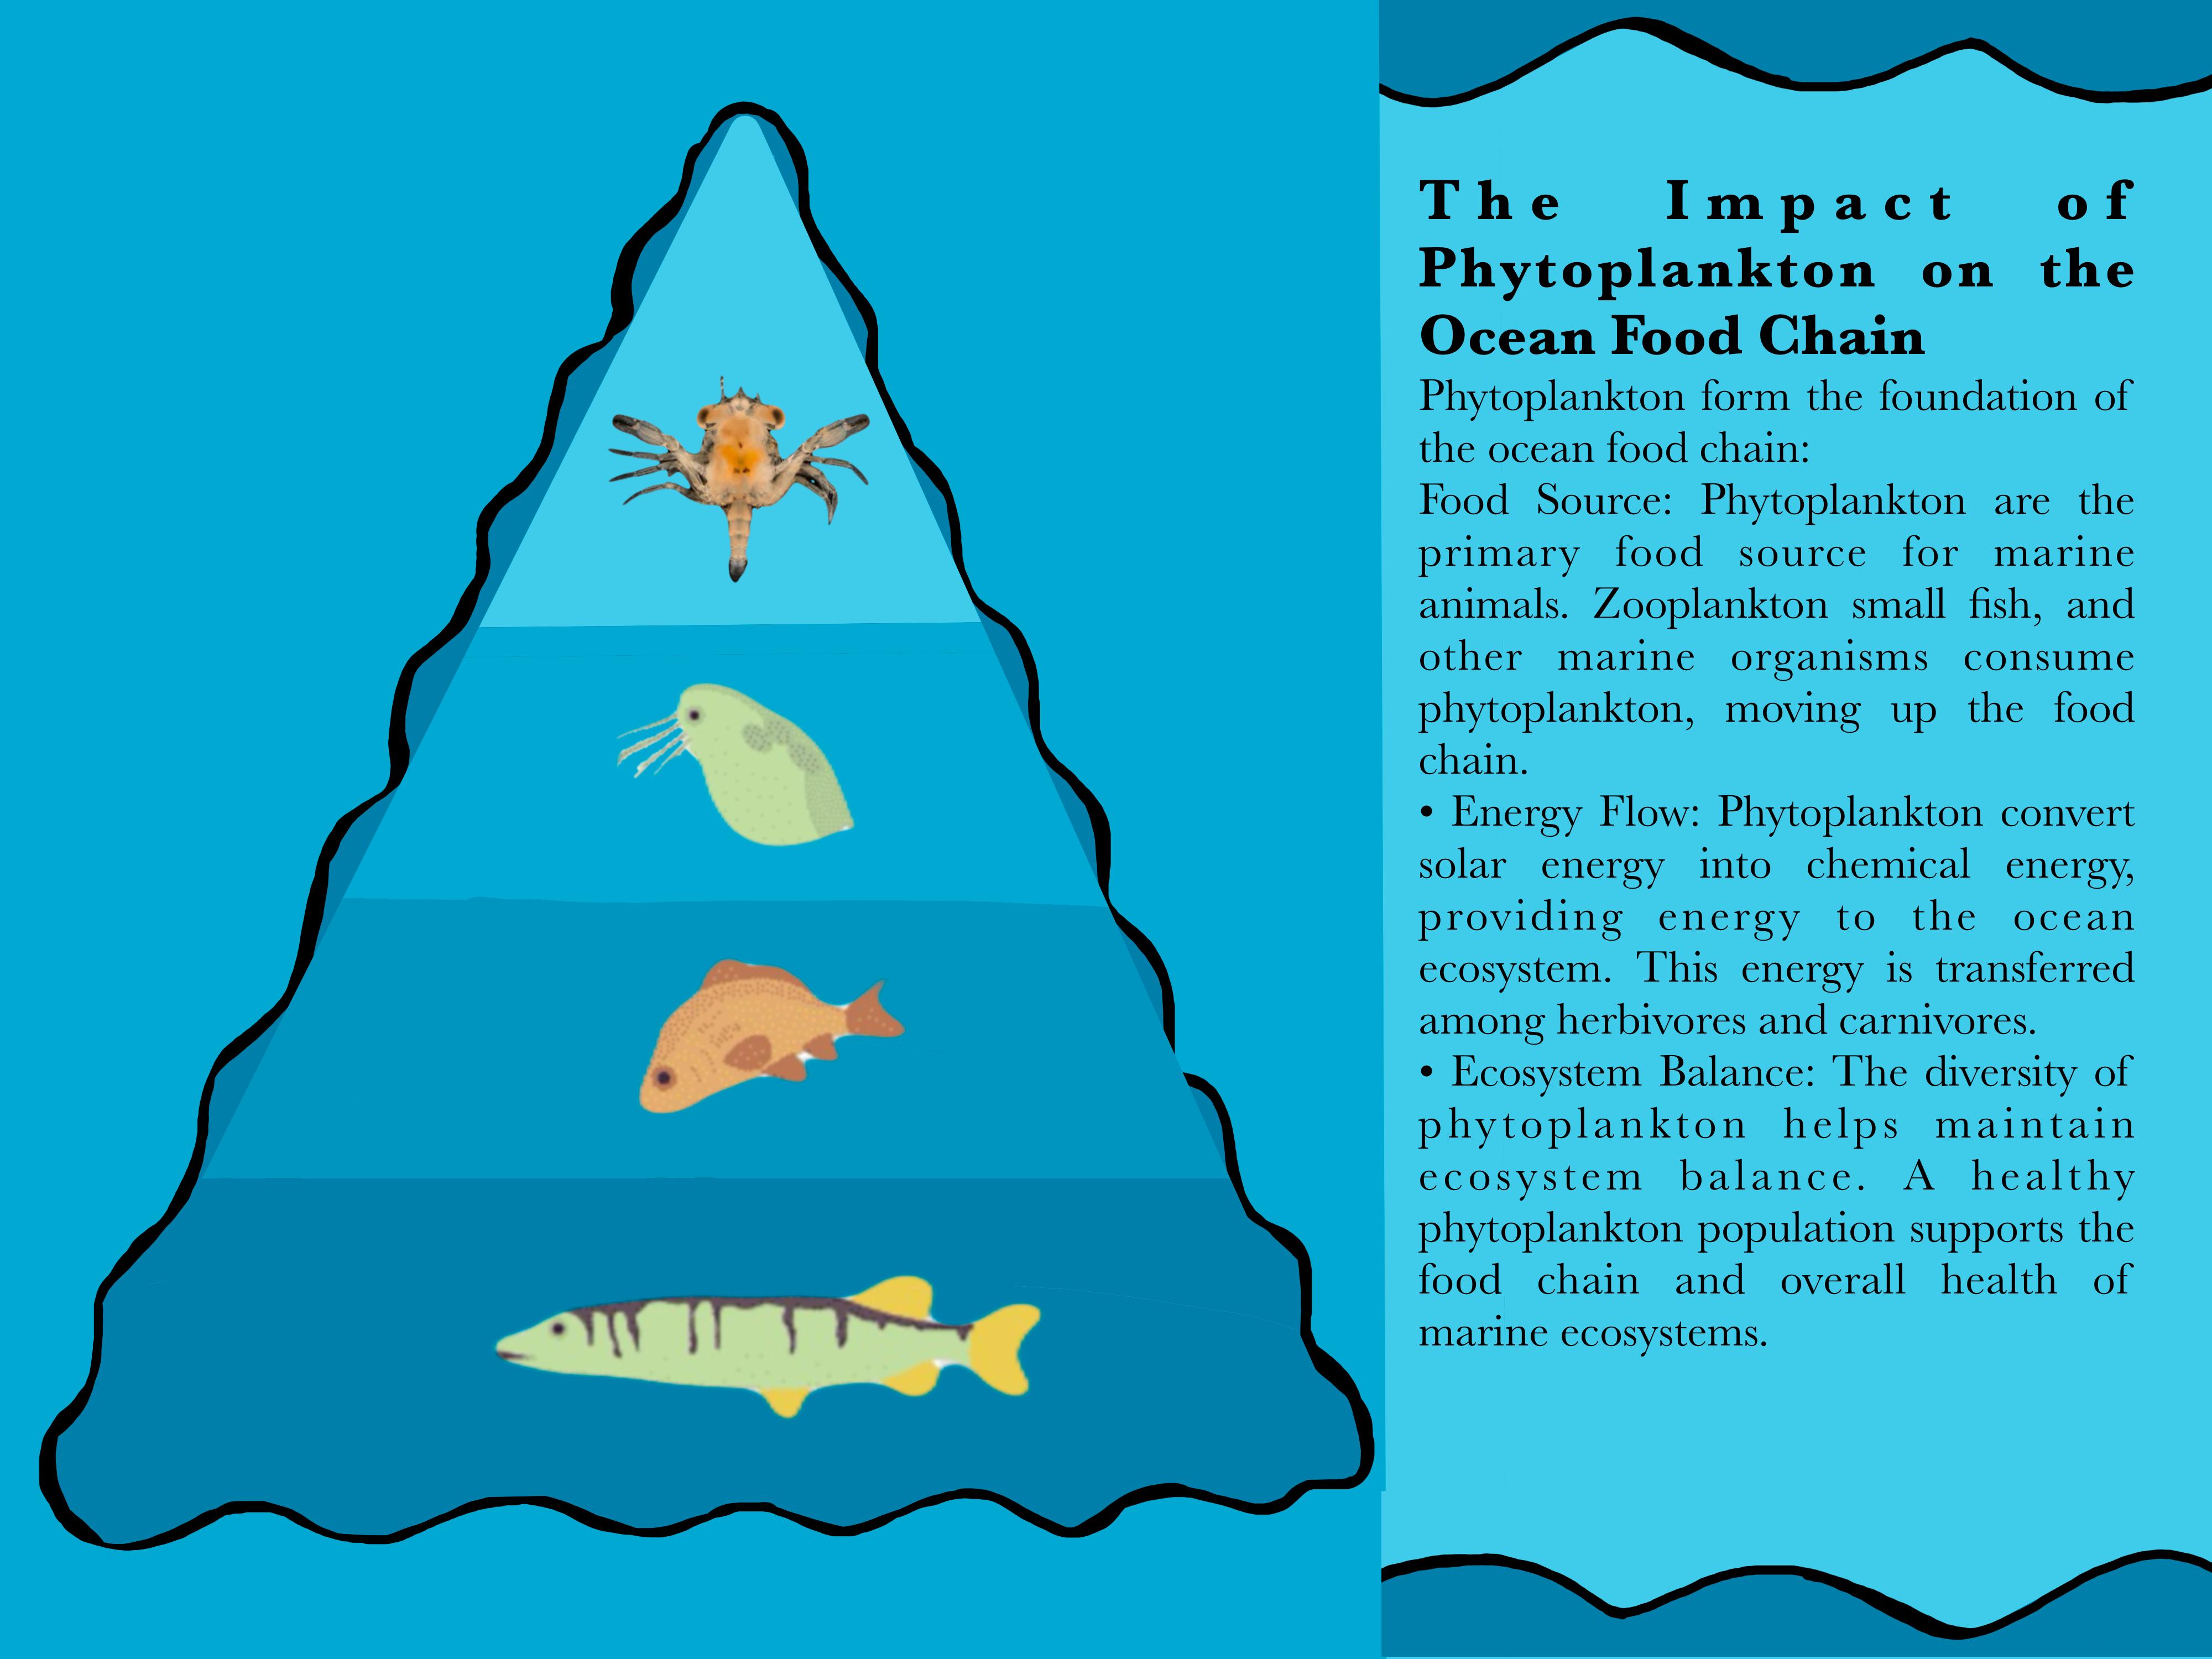 The Impact of
Phytoplankton on the
Ocean Food Chain
Phytoplankton form the foundation of
the ocean food chain:
Food Source: Phytoplankton are the
primary food source for marine
animals. Zooplankton small fish, and
other marine organisms consume
phytoplankton, moving up the food
chain.
• Energy Flow: Phytoplankton convert
solar energy into chemical energy,
providing energy to the ocean
ecosystem. This energy is transferred
among herbivores and carnivores.
• Ecosystem Balance: The diversity of
phytoplankton helps maintain
ecosystem balance. A healthy
phytoplankton population supports the
food chain and overall health of
marine ecosystems.